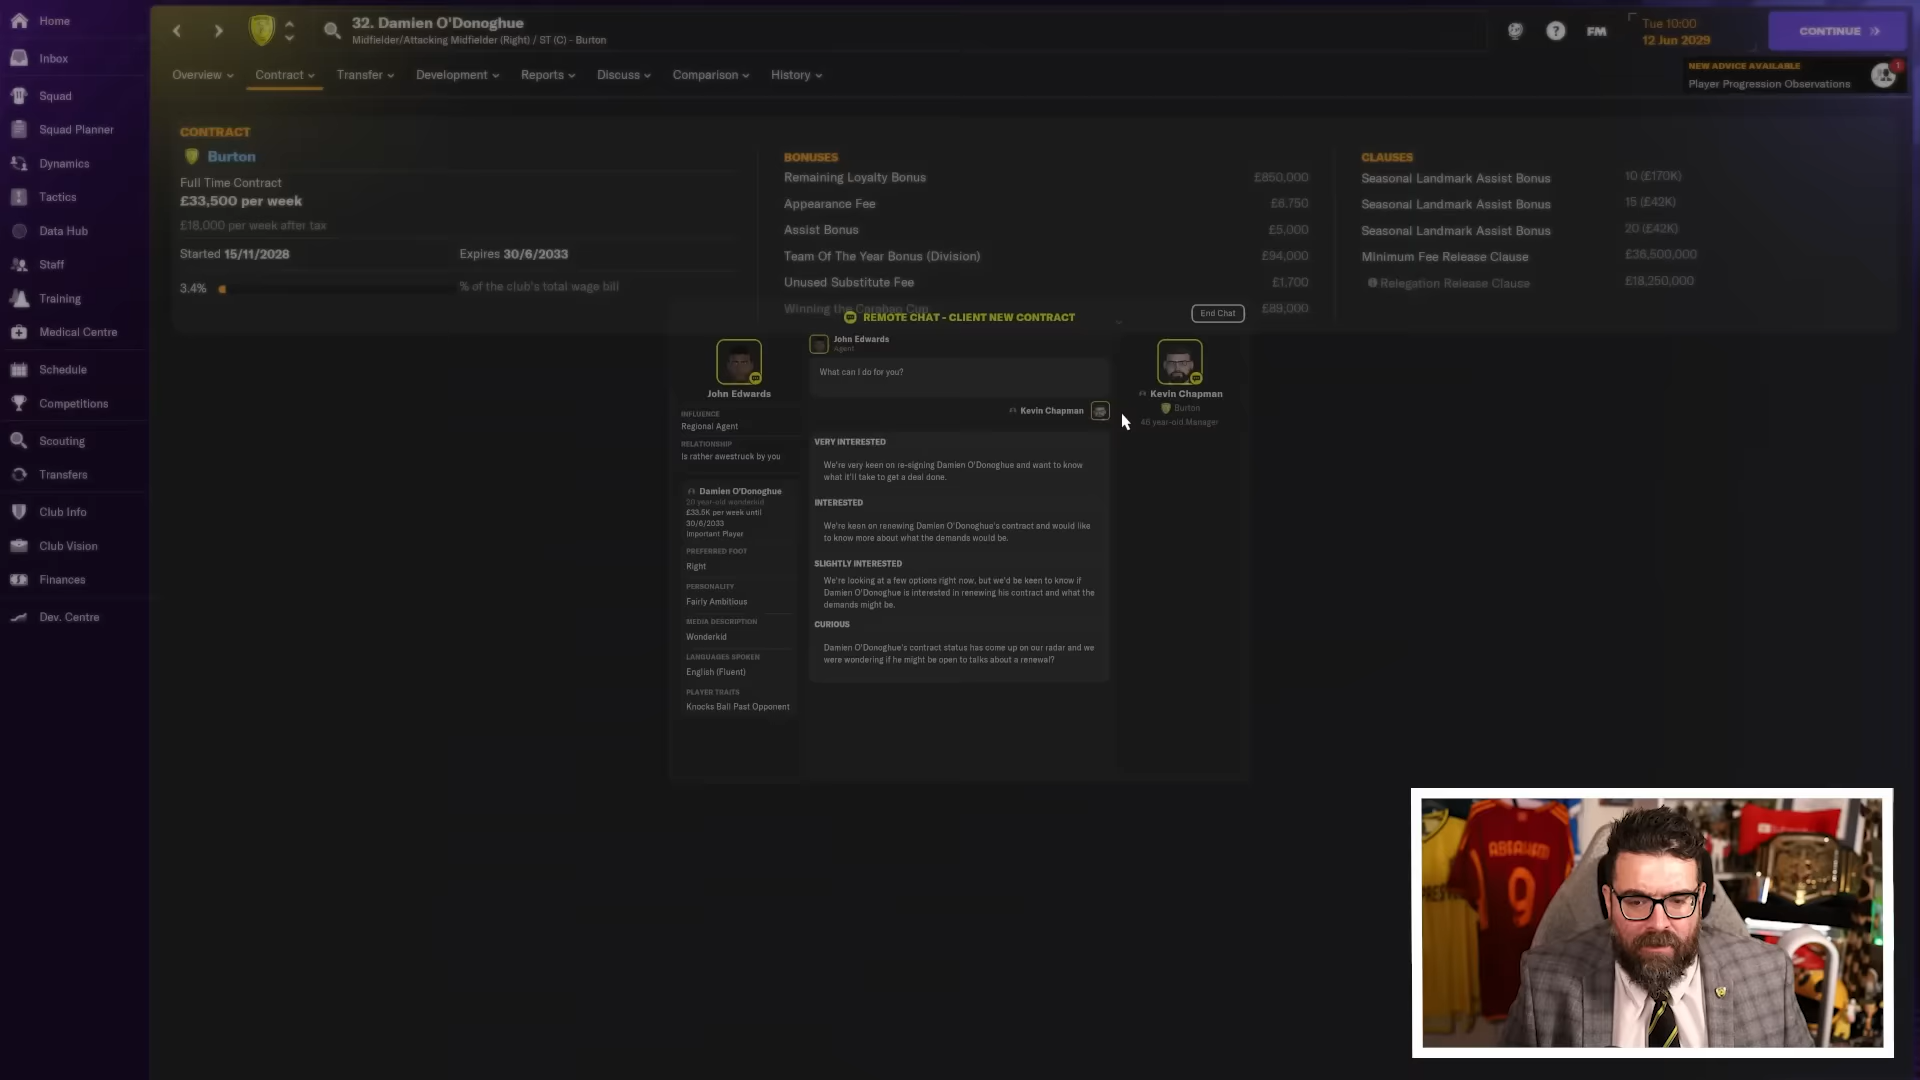 Home
Inbox
Squad
Squad Planner
Dynamics
Tactics
Data Hub
Staff
Training
Medical Centre
Schedule
Competitions
Scouting
Transfers
Club Info
Club Vision
Finances
Dev. Centre
32. Damien O'Donoghue
Midfielder/Attacking Midfielder (Right) / ST (C) - Burton
FM
Tue 10:00
12 Jun 2029
CONTINUE
Overview
Contract
Transfer
Development
Reports
Discuss
Comparison
History
NEW ADVICE AVAILABLE
Player Progression Observations
1
CONTRACT
Burton
Full Time Contract
£33,500 per week
£18,000 per week after tax
Started 15/11/2028
Expires 30/6/2033
3.4%
% of the club's total wage bill
BONUSES
Remaining Loyalty Bonus £850,000
Appearance Fee £6,750
Assist Bonus £5,000
Team Of The Year Bonus (Division) £94,000
Unused Substitute Fee £1,700
Winning the Carabao Cup £89,000
CLAUSES
Seasonal Landmark Assist Bonus 10 (£170K)
Seasonal Landmark Assist Bonus 15 (£42K)
Seasonal Landmark Assist Bonus 20 (£42K)
Minimum Fee Release Clause £36,500,000
Relegation Release Clause £18,250,000
REMOTE CHAT - CLIENT NEW CONTRACT
End Chat
John Edwards
INFLUENCE
Regional Agent
RELATIONSHIP
Is rather awestruck by you
Damien O'Donoghue
20 year-old wonderkid
£33.5K per week until
30/6/2033
Important Player
PREFERRED FOOT
Right
PERSONALITY
Fairly Ambitious
MEDIA DESCRIPTION
Wonderkid
LANGUAGES SPOKEN
English (Fluent)
PLAYER TRAITS
Knocks Ball Past Opponent
John Edwards
Agent
What can I do for you?
Kevin Chapman
VERY INTERESTED
We're very keen on re-signing Damien O'Donoghue and want to know
what it'll take to get a deal done.
INTERESTED
We're keen on renewing Damien O'Donoghue's contract and would like
to know more about what the demands would be.
SLIGHTLY INTERESTED
We're looking at a few options right now, but we'd be keen to know if
Damien O'Donoghue is interested in renewing his contract and what the
demands might be.
CURIOUS
Damien O'Donoghue's contract status has come up on our radar and we
were wondering if he might be open to talks about a renewal?
Kevin Chapman
Burton
46 year-old Manager
ABRAHAM
9